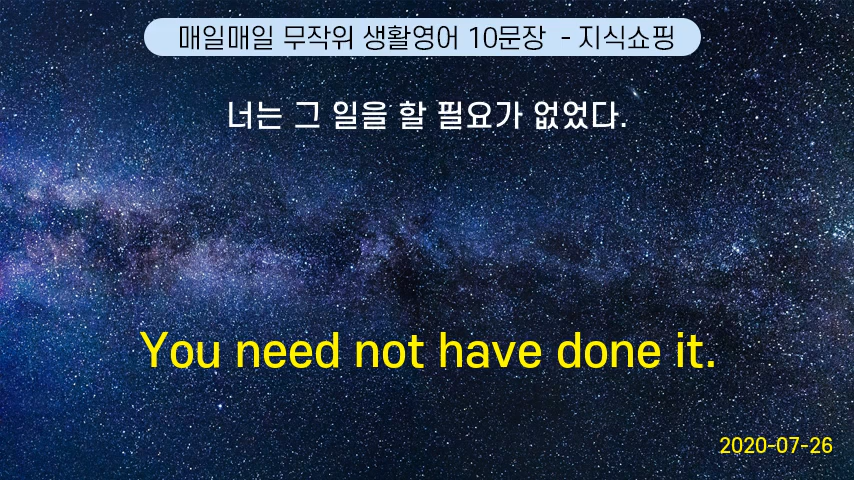 매일매일 무작위 생활영어 10문장 - 지식쇼핑
너는 그 일을 할 필요가 없었다.
You need not have done it.
2020-07-26